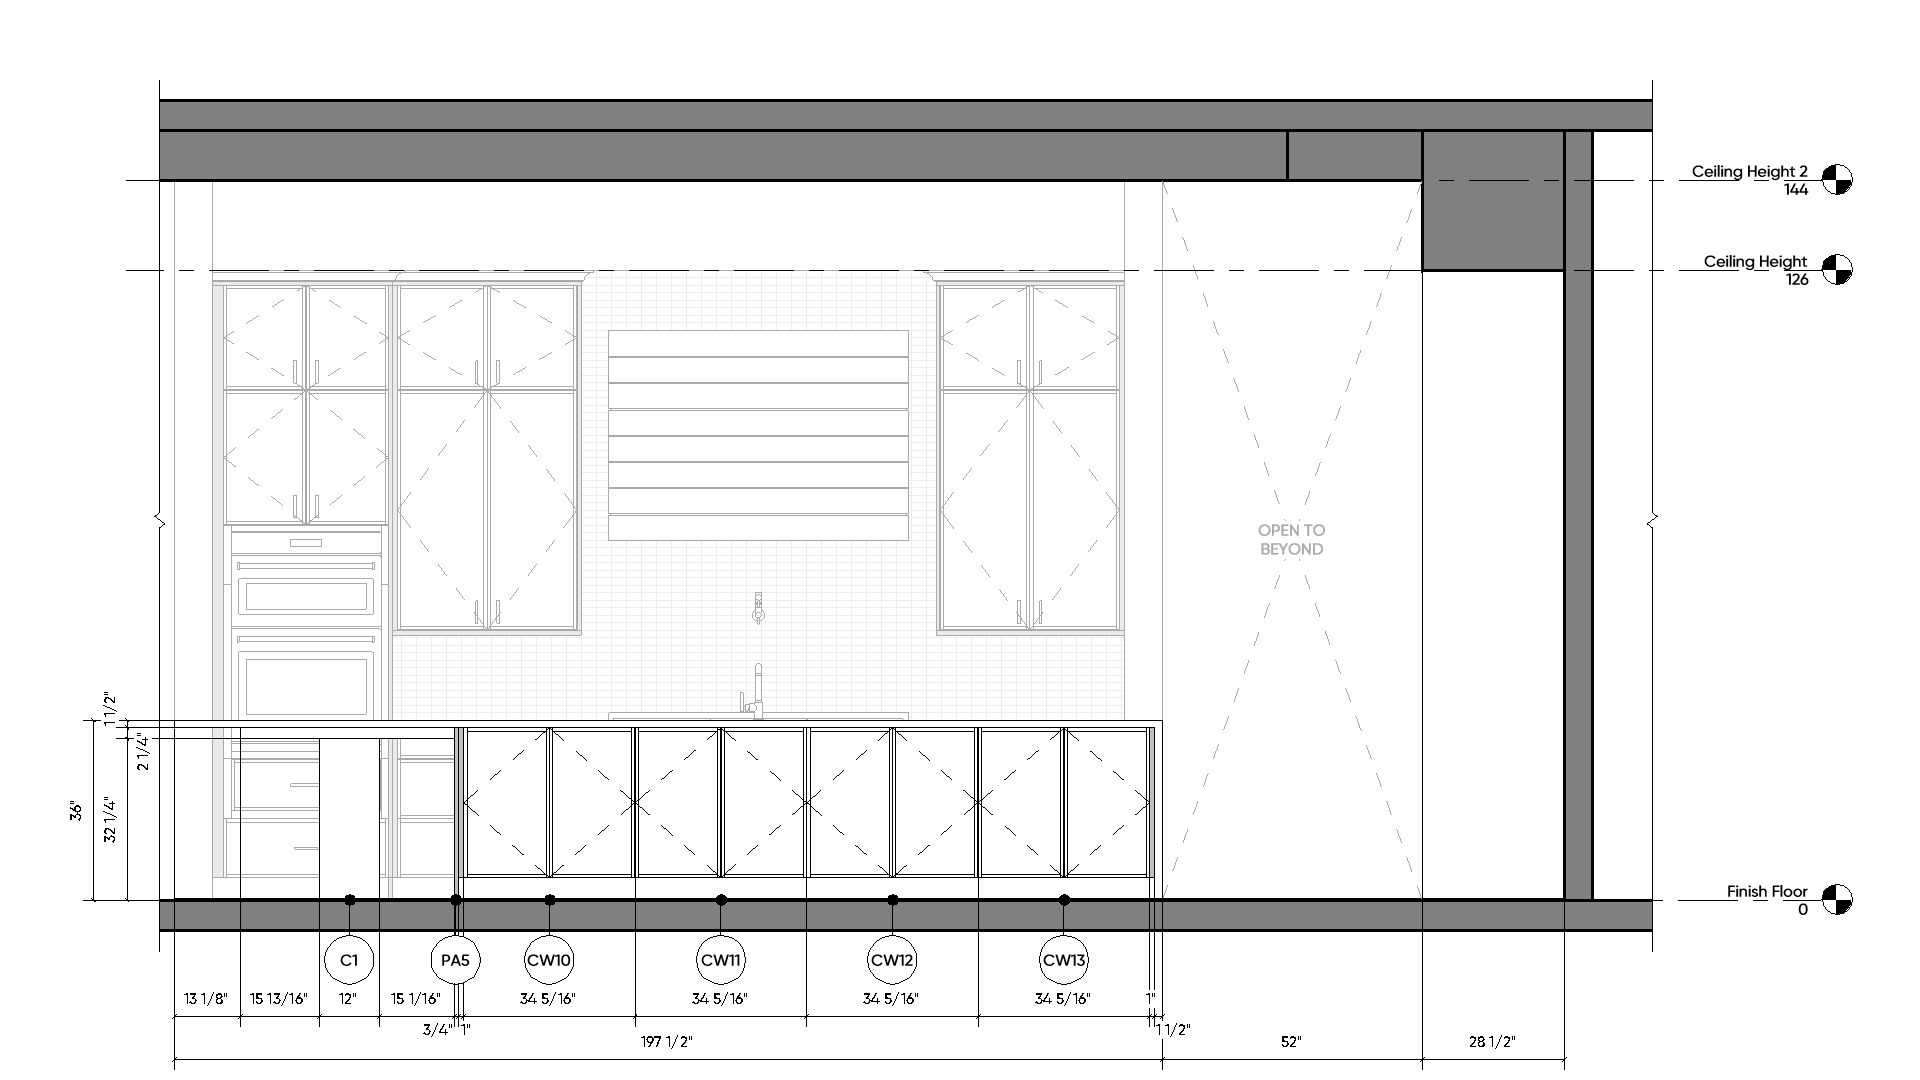 Ceiling Height 2
144
Ceiling Height
126
OPEN TO
BEYOND
1 1/2"
2 1/4"
36"
32 1/4"
Finish Floor
0
C1
PA5
CW10
CW11
CW12
CW13
13 1/8"
15 13/16"
12"
15 1/16"
34 5/16"
34 5/16"
34 5/16"
34 5/16"
1"
3/4"
1"
1 1/2"
197 1/2"
52"
28 1/2"